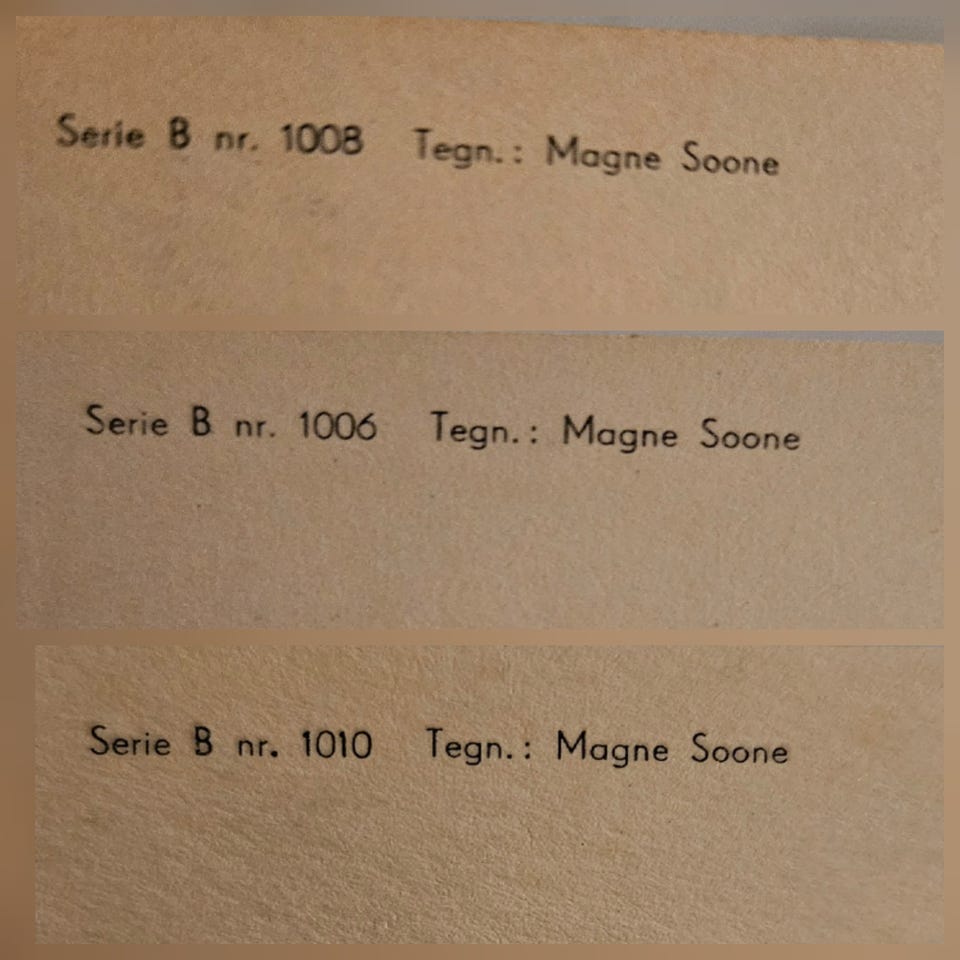 Serie B nr. 1008 Tegn.: Magne Soone
Serie B nr. 1006 Tegn.: Magne Soone
Serie B nr. 1010 Tegn.: Magne Soone